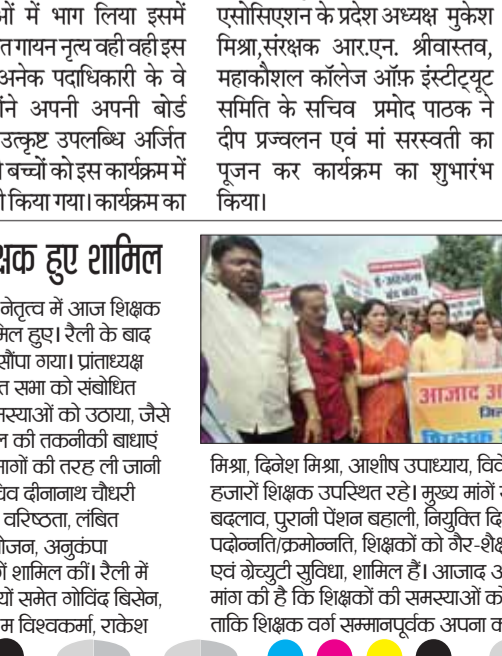 ओं में भाग लिया इसमें
त गायन नृत्य वही वही इस
अनेक पदाधिकारी के वे
ोंने अपनी अपनी बोर्ड
उत्कृष्ट उपलब्धि अर्जित
बच्चों को इस कार्यक्रम में
किया गया। कार्यक्रम का
एसोसिएशन के प्रदेश अध्यक्ष मुकेश
मिश्रा,संरक्षक आर.एन. श्रीवास्तव,
महाकौशल कॉलेज ऑफ़ इंस्टीट्यूट
समिति के सचिव प्रमोद पाठक ने
दीप प्रज्वलन एवं मां सरस्वती का
पूजन कर कार्यक्रम का शुभारंभ
किया।
क्षक हुए शामिल
नेतृत्व में आज शिक्षक
मिल हुए। रैली के बाद
सौंपा गया। प्रांताध्यक्ष
त सभा को संबोधित
मस्याओं को उठाया, जैसे
न की तकनीकी बाधाएं
भागों की तरह ली जानी
चिव दीनानाथ चौधरी
वरिष्ठता, लंबित
योजन, अनुकंपा
ें शामिल कीं। रैली में
यों समेत गोविंद बिसेन,
म विश्वकर्मा, राकेश
ई-अटेन्डेन्स
बंद करो
आजाद अ
मिश्रा, दिनेश मिश्रा, आशीष उपाध्याय, विवे
हजारों शिक्षक उपस्थित रहे। मुख्य मांगें
बदलाव, पुरानी पेंशन बहाली, नियुक्ति दि
पदोन्नति/क्रमोन्नति, शिक्षकों को गैर-शैक्ष
एवं ग्रेच्युटी सुविधा, शामिल हैं। आजाद अ
मांग की है कि शिक्षकों की समस्याओं को
ताकि शिक्षक वर्ग सम्मानपूर्वक अपना क